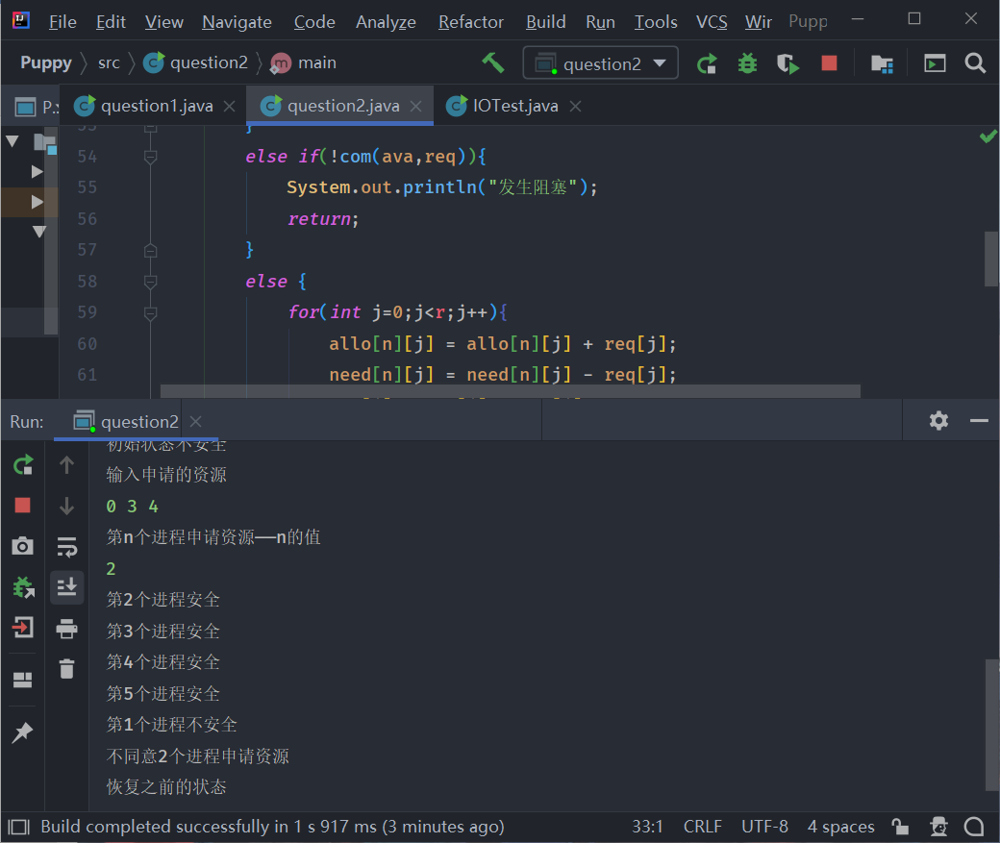 File Edit View Navigate Code Analyze Refactor Build Run Tools VCS Wir Pupp
Puppy src question2 main question2
P.: question1.java question2.java IOTest.java
53 }
54 else if(!com(ava,req)){
55 System.out.println("发生阻塞");
56 return;
57 }
58 else {
59 for(int j=0;j<r;j++){
60 allo[n][j] = allo[n][j] + req[j];
61 need[n][j] = need[n][j] - req[j];
Run: question2
初始状态不安全
输入申请的资源
0 3 4
第n个进程申请资源——n的值
2
第2个进程安全
第3个进程安全
第4个进程安全
第5个进程安全
第1个进程不安全
不同意2个进程申请资源
恢复之前的状态
Build completed successfully in 1 s 917 ms (3 minutes ago) 33:1 CRLF UTF-8 4 spaces